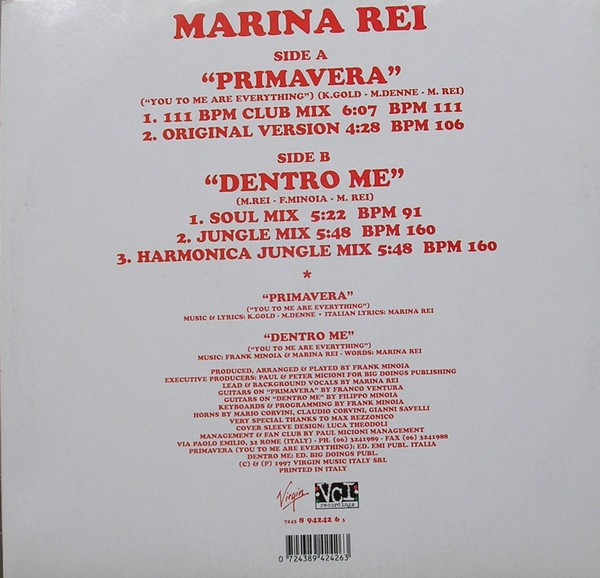 MARINA REI
SIDE A
"PRIMAVERA"
("YOU TO ME ARE EVERYTHING") (K.GOLD - M.DENNE - M. REI)
1. 111 BPM CLUB MIX 6:07 BPM 111
2. ORIGINAL VERSION 4:28 BPM 106
SIDE B
"DENTRO ME"
(M.REI - F.MINOIA - M. REI)
1. SOUL MIX 5:22 BPM 91
2. JUNGLE MIX 5:48 BPM 160
3. HARMONICA JUNGLE MIX 5:48 BPM 160
*
"PRIMAVERA"
("YOU TO ME ARE EVERYTHING")
MUSIC & LYRICS: K.GOLD - M.DENNE • ITALIAN LYRICS: MARINA REI
"DENTRO ME"
("YOU TO ME ARE EVERYTHING")
MUSIC: FRANK MINOIA & MARINA REI - WORDS: MARINA REI
PRODUCED, ARRANGED & PLAYED BY FRANK MINOIA
EXECUTIVE PRODUCERS: PAUL & PETER MICIONI FOR BIG DOINGS PUBLISHING
LEAD & BACKGROUND VOCALS BY MARINA REI
GUITARS ON "PRIMAVERA" BY FRANCO VENTURA
GUITARS ON "DENTRO ME" BY FILIPPO MINOIA
KEYBOARDS & PROGRAMMING BY FRANK MINOIA
HORNS BY MARIO CORVINI, CLAUDIO CORVINI, GIANNI SAVELLI
VERY SPECIAL THANKS TO MAX REZZONICO
COVER SLEEVE DESIGN: LUCA THEODOLI
MANAGEMENT & FAN CLUB BY PAUL MICIONI MANAGEMENT
VIA PAOLO EMILIO, 32 ROME (ITALY) - PH. (06) 3241989 - FAX (06) 3241988
PRIMAVERA (YOU TO ME ARE EVERYTHING): ED. EMI PUBL. ITALIA
DENTRO ME: ED. BIG DOINGS PUBL.
(C) & (P) 1997 VIRGIN MUSIC ITALY SRL
PRINTED IN ITALY
Virgin VCI recordings
7243 8 94242 6 3
0 724389 424263